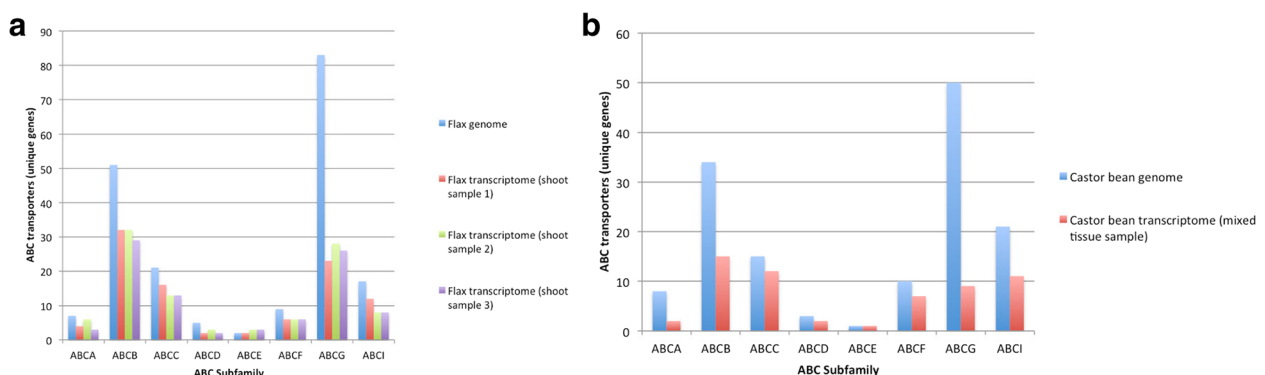 a
ABC transporters (unique genes)
90
80
70
60
50
40
30
20
10
0
ABCA ABCB ABCC ABCD ABCE ABCF ABCG ABCI
ABC Subfamily
Flax genome
Flax transcriptome (shoot
sample 1)
Flax transcriptome (shoot
sample 2)
Flax transcriptome (shoot
sample 3)
b
ABC transporters (unique genes)
60
50
40
30
20
10
0
ABCA ABCB ABCC ABCD ABCE ABCF ABCG ABCI
ABC Subfamily
Castor bean genome
Castor bean transcriptome (mixed
tissue sample)